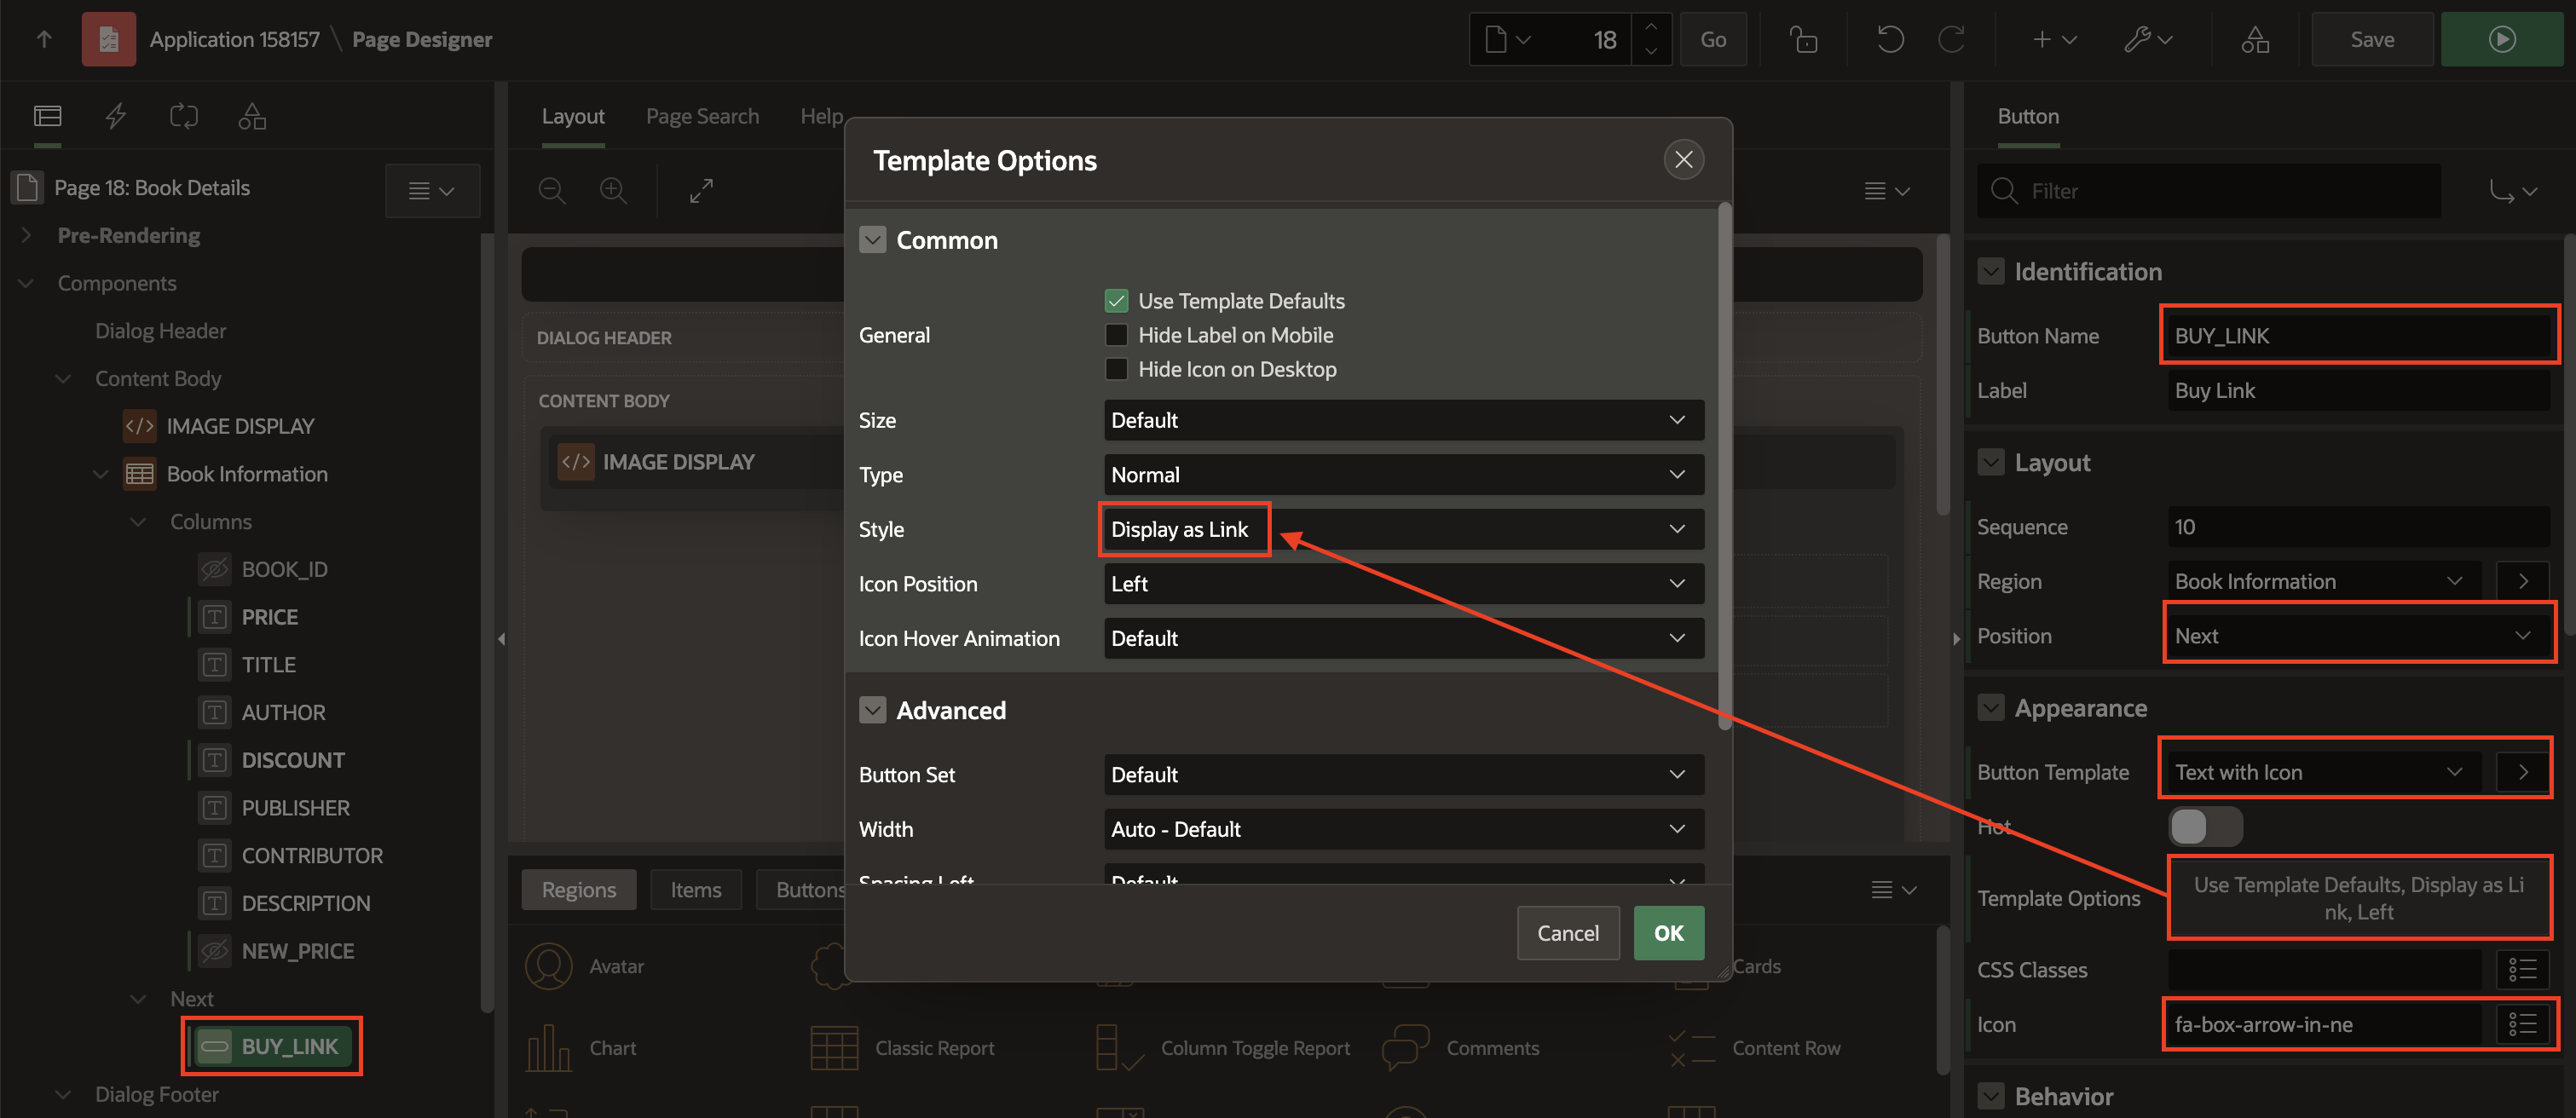 Application 158157 \ Page Designer
18
Go
Save
Page 18: Book Details
Pre-Rendering
Components
Dialog Header
Content Body
IMAGE DISPLAY
Book Information
Columns
BOOK_ID
PRICE
TITLE
AUTHOR
DISCOUNT
PUBLISHER
CONTRIBUTOR
DESCRIPTION
NEW_PRICE
Next
BUY_LINK
Dialog Footer
Layout
Page Search
Help
DIALOG HEADER
CONTENT BODY
IMAGE DISPLAY
Regions
Items
Buttons
Avatar
Cards
Chart
Classic Report
Column Toggle Report
Comments
Content Row
Template Options
Common
General
Use Template Defaults
Hide Label on Mobile
Hide Icon on Desktop
Size
Default
Type
Normal
Style
Display as Link
Icon Position
Left
Icon Hover Animation
Default
Advanced
Button Set
Default
Width
Auto - Default
Spacing Left
Default
Cancel
OK
Button
Filter
Identification
Button Name
BUY_LINK
Label
Buy Link
Layout
Sequence
10
Region
Book Information
Position
Next
Appearance
Button Template
Text with Icon
Hot
Template Options
Use Template Defaults, Display as Li
nk, Left
CSS Classes
Icon
fa-box-arrow-in-ne
Behavior